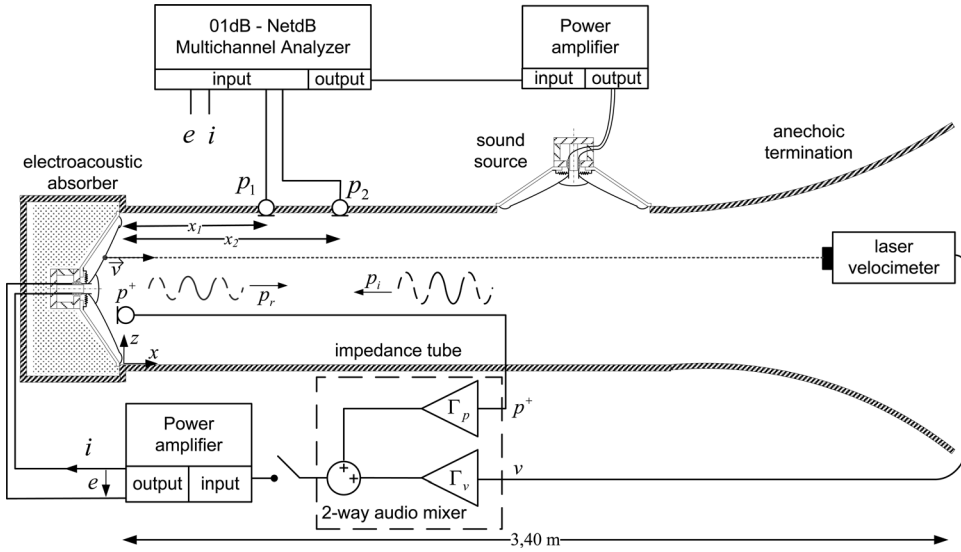 01dB - NetdB
Multichannel Analyzer
input
output
Power
amplifier
input
output
e i
sound
source
anechoic
termination
electroacoustic
absorber
p1
p2
x1
x2
v
laser
velocimeter
p+
pr
pi
z
x
impedance tube
Γp
p+
Power
amplifier
i
e
output
input
+
+
Γv
v
2-way audio mixer
3,40 m